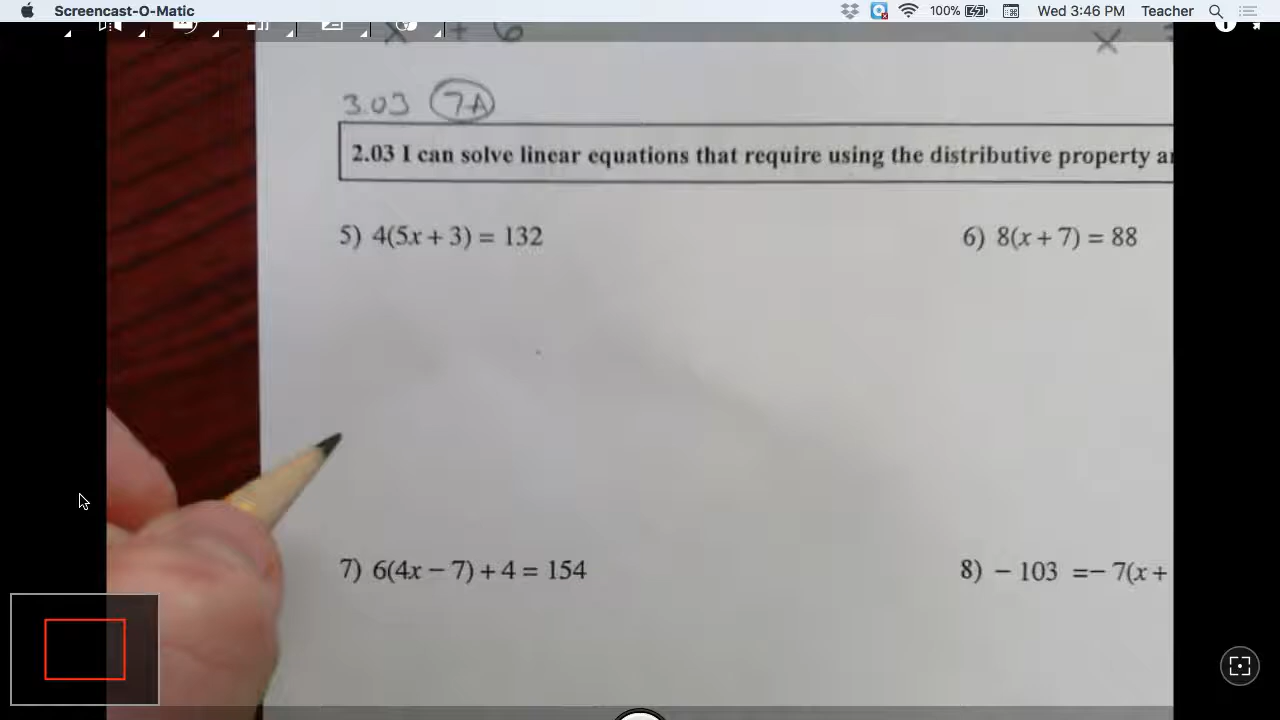 Screencast-O-Matic
100%
Wed 3:46 PM
Teacher
x + 6
x
3.03 7A
2.03 I can solve linear equations that require using the distributive property
5) 4(5x + 3) = 132
6) 8(x + 7) = 88
7) 6(4x − 7) + 4 = 154
8) − 103 =− 7(x +